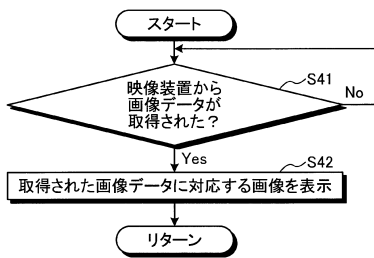 スタート
S41
映像装置から
画像データが
取得された？
No
Yes
S42
取得された画像データに対応する画像を表示
リターン